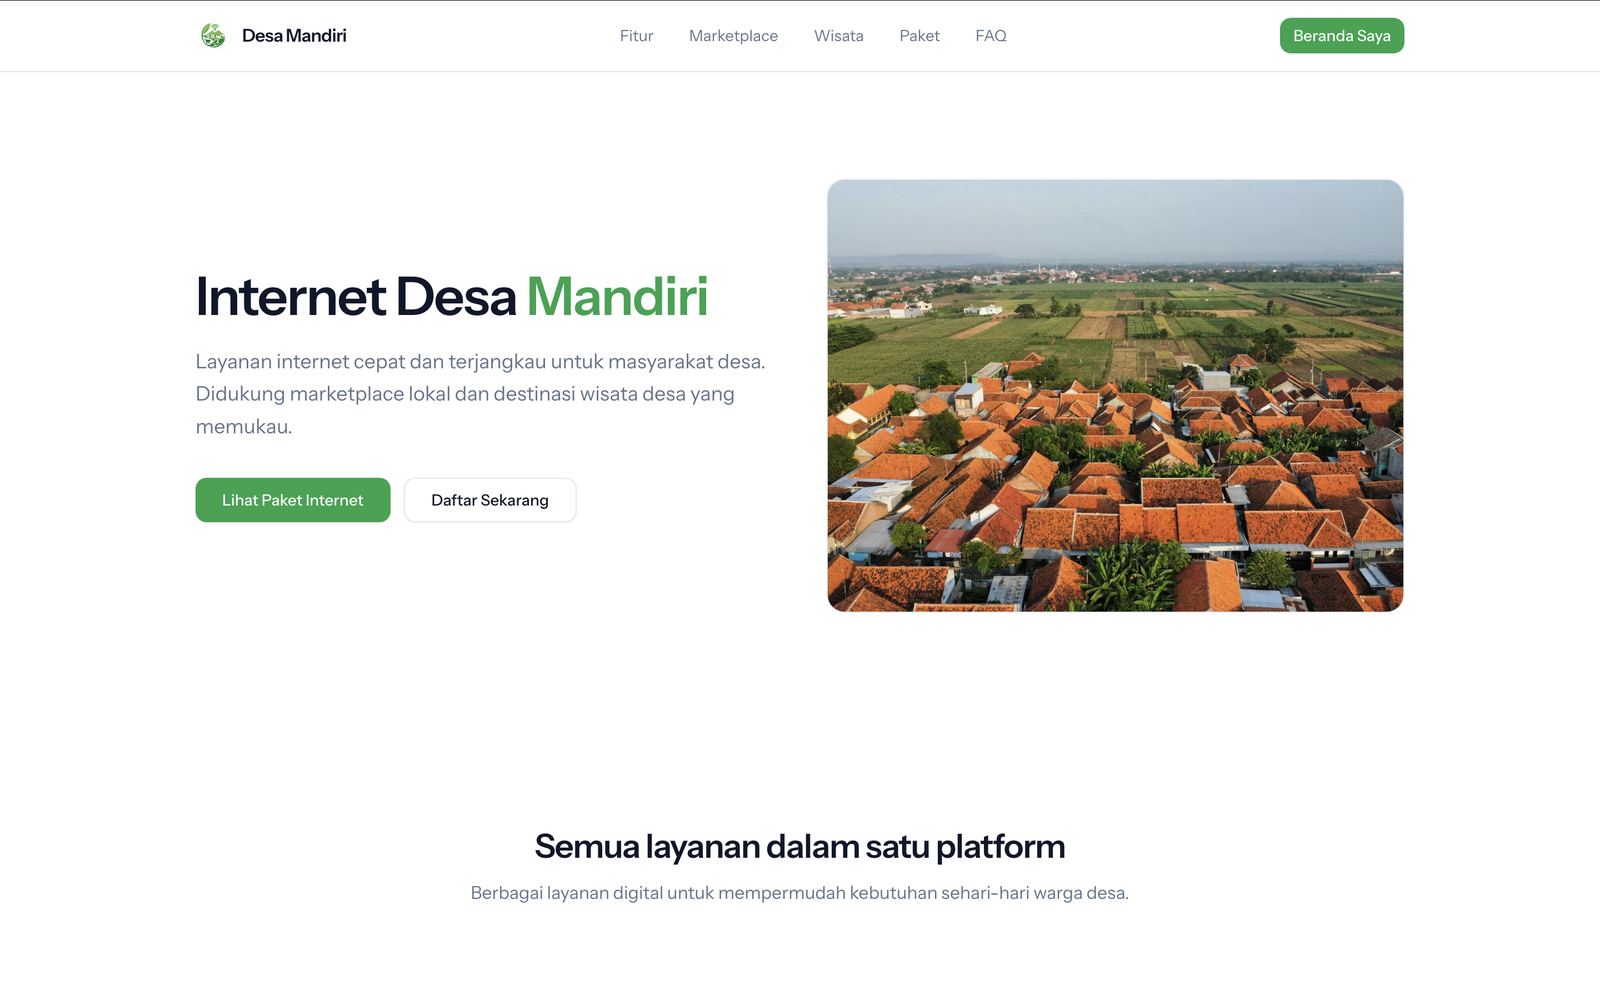 Desa Mandiri
Fitur
Marketplace
Wisata
Paket
FAQ
Beranda Saya
Internet Desa Mandiri
Layanan internet cepat dan terjangkau untuk masyarakat desa.
Didukung marketplace lokal dan destinasi wisata desa yang
memukau.
Lihat Paket Internet
Daftar Sekarang
Semua layanan dalam satu platform
Berbagai layanan digital untuk mempermudah kebutuhan sehari-hari warga desa.